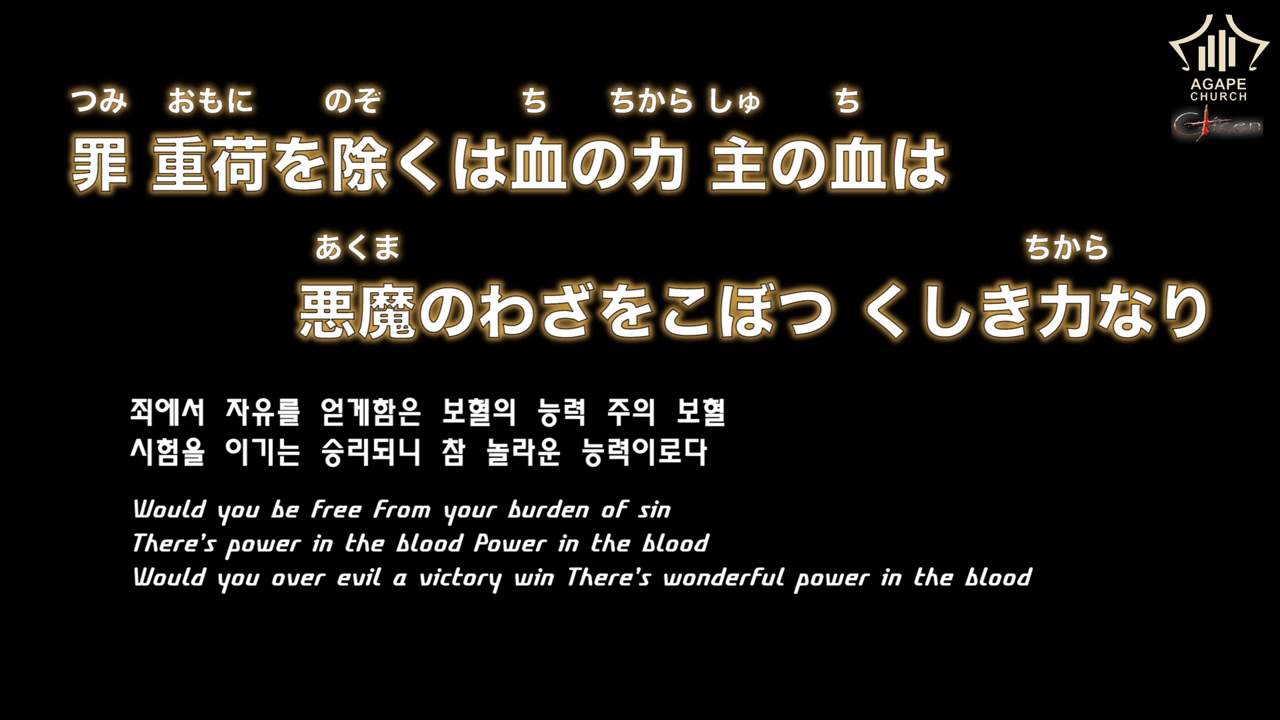 AGAPE
CHURCH
つみ おもに のぞ ち ちから しゅ ち
罪 重荷を除くは血の力 主の血は
あくま ちから
悪魔のわざをこぼつ くしき力なり
죄에서 자유를 얻게함은 보혈의 능력 주의 보혈
시험을 이기는 승리되니 참 놀라운 능력이로다
Would you be free from your burden of sin
There's power in the blood Power in the blood
Would you over evil a victory win There's wonderful power in the blood